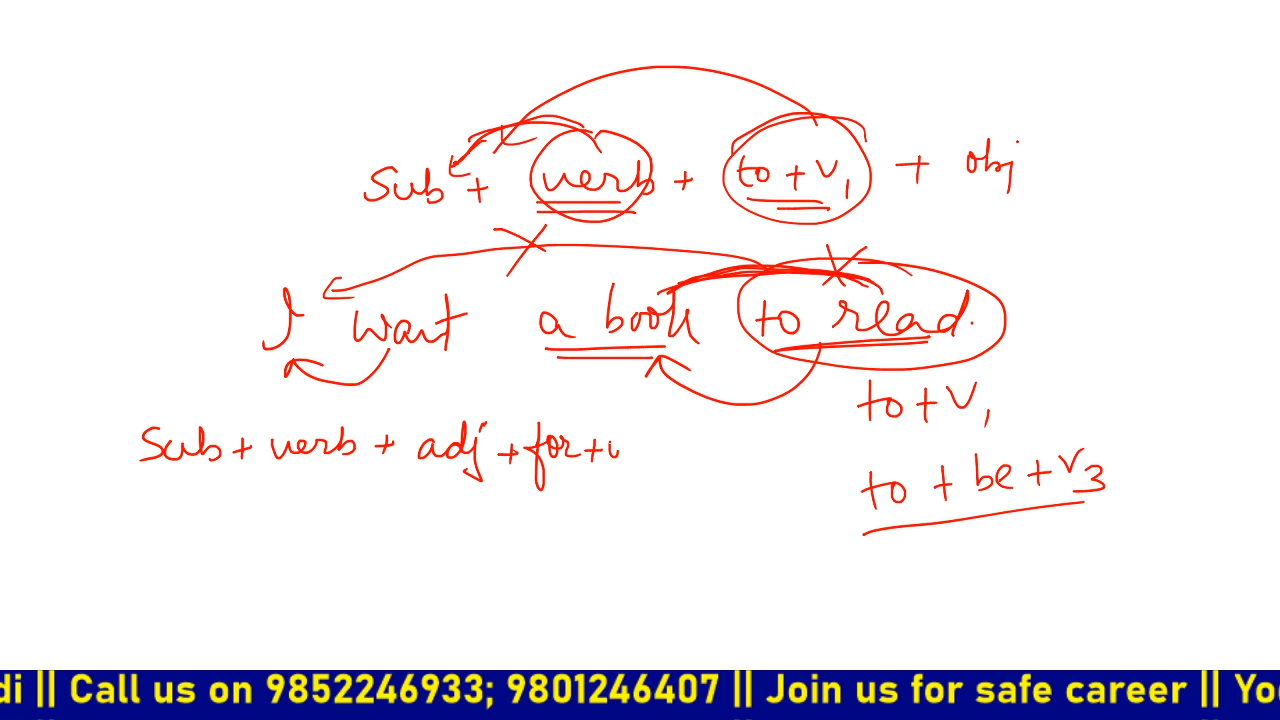 Sub + verb + to + V₁ + obj
I want a book to read.
to + V₁
Sub + verb + adj + for +
to + be + V3
di || Call us on 9852246933; 9801246407 || Join us for safe career || Yo